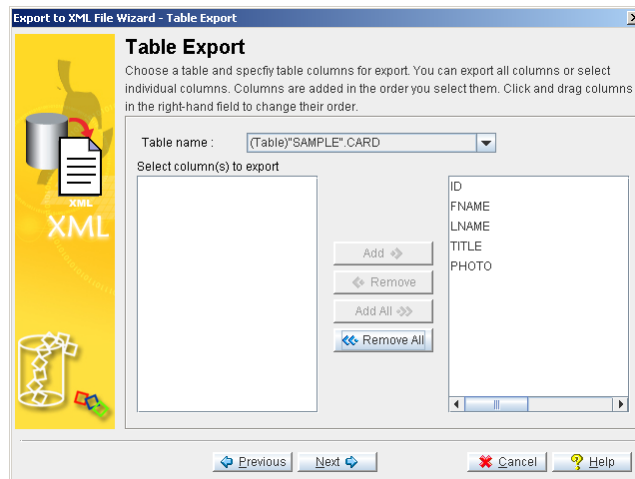 Export to XML File Wizard - Table Export
Table Export
Choose a table and specfiy table columns for export. You can export all columns or select
individual columns. Columns are added in the order you select them. Click and drag columns
in the right-hand field to change their order.
Table name :
(Table)"SAMPLE".CARD
Select column(s) to export
ID
FNAME
LNAME
TITLE
PHOTO
Add
Remove
Add All
Remove All
XML
XML
Previous
Next
Cancel
Help